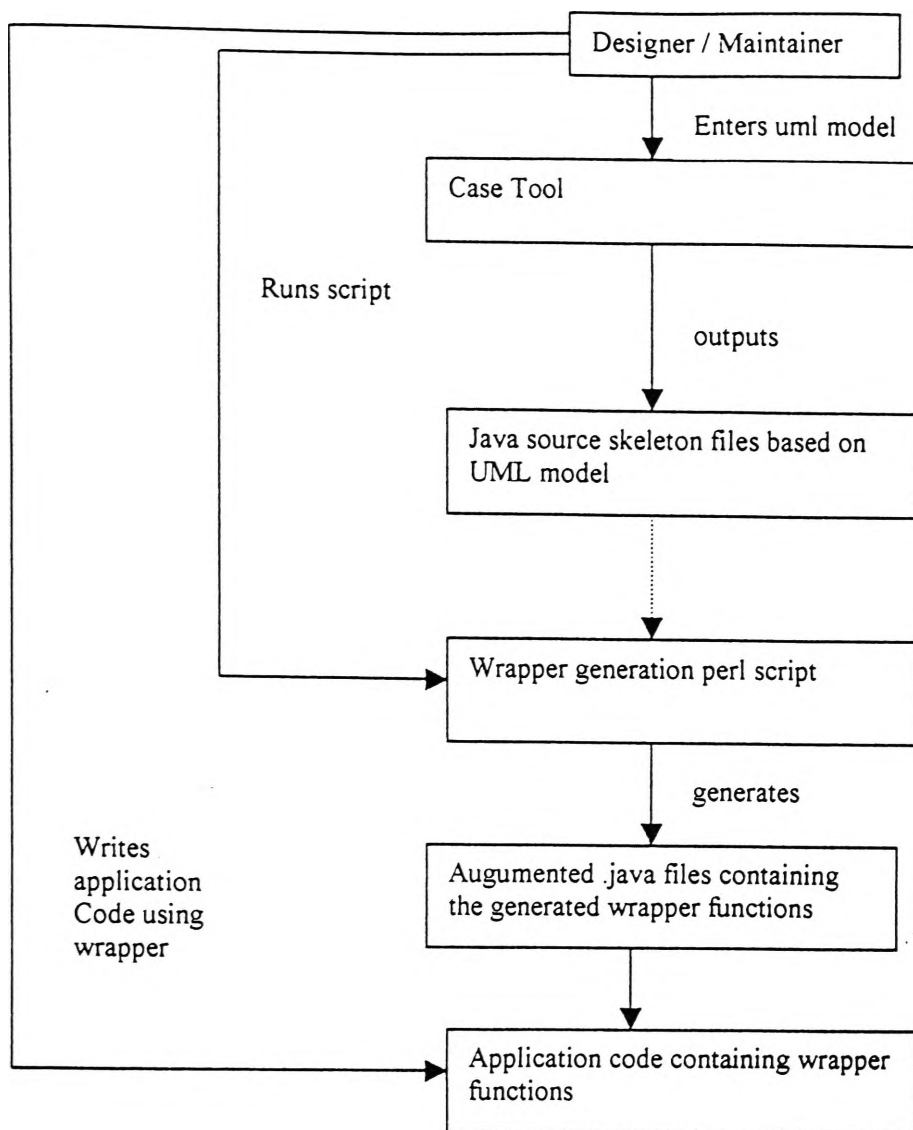 Designer / Maintainer
Enters uml model
Case Tool
Runs script
outputs
Java source skeleton files based on
UML model
Wrapper generation perl script
generates
Writes
application
Code using
wrapper
Augumented .java files containing
the generated wrapper functions
Application code containing wrapper
functions